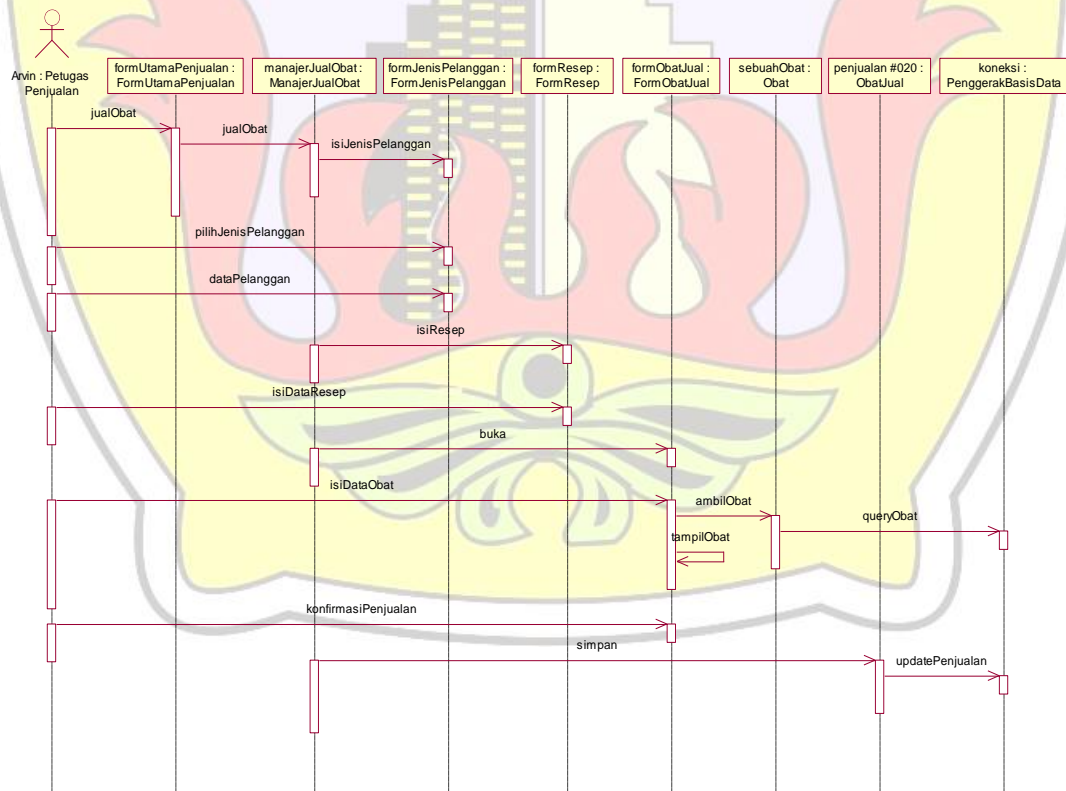 Arvin : Petugas
Penjualan
formUtamaPenjualan :
FormUtamaPenjualan
manajerJualObat :
ManajerJualObat
formJenisPelanggan :
FormJenisPelanggan
formResep :
FormResep
formObatJual :
FormObatJual
sebuahObat :
Obat
penjualan #020 :
ObatJual
koneksi :
PenggerakBasisData
jualObat
jualObat
isiJenisPelanggan
pilihJenisPelanggan
dataPelanggan
isiResep
isiDataResep
buka
isiDataObat
ambilObat
queryObat
tampilObat
konfirmasiPenjualan
simpan
updatePenjualan